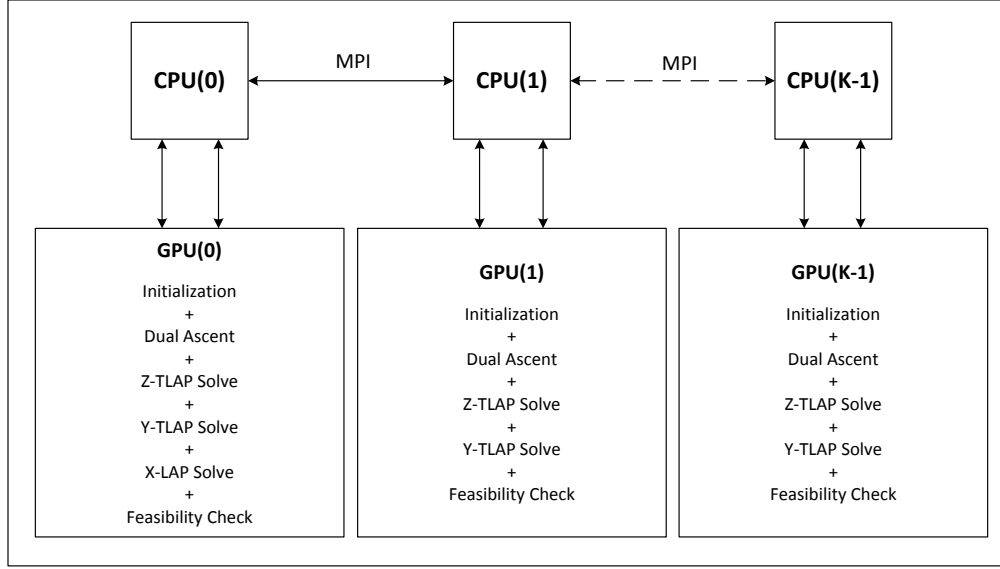 CPU(0)
MPI
CPU(1)
MPI
CPU(K-1)
GPU(0)
Initialization
+
Dual Ascent
+
Z-TLAP Solve
+
Y-TLAP Solve
+
X-LAP Solve
+
Feasibility Check
GPU(1)
Initialization
+
Dual Ascent
+
Z-TLAP Solve
+
Y-TLAP Solve
+
Feasibility Check
GPU(K-1)
Initialization
+
Dual Ascent
+
Z-TLAP Solve
+
Y-TLAP Solve
+
Feasibility Check